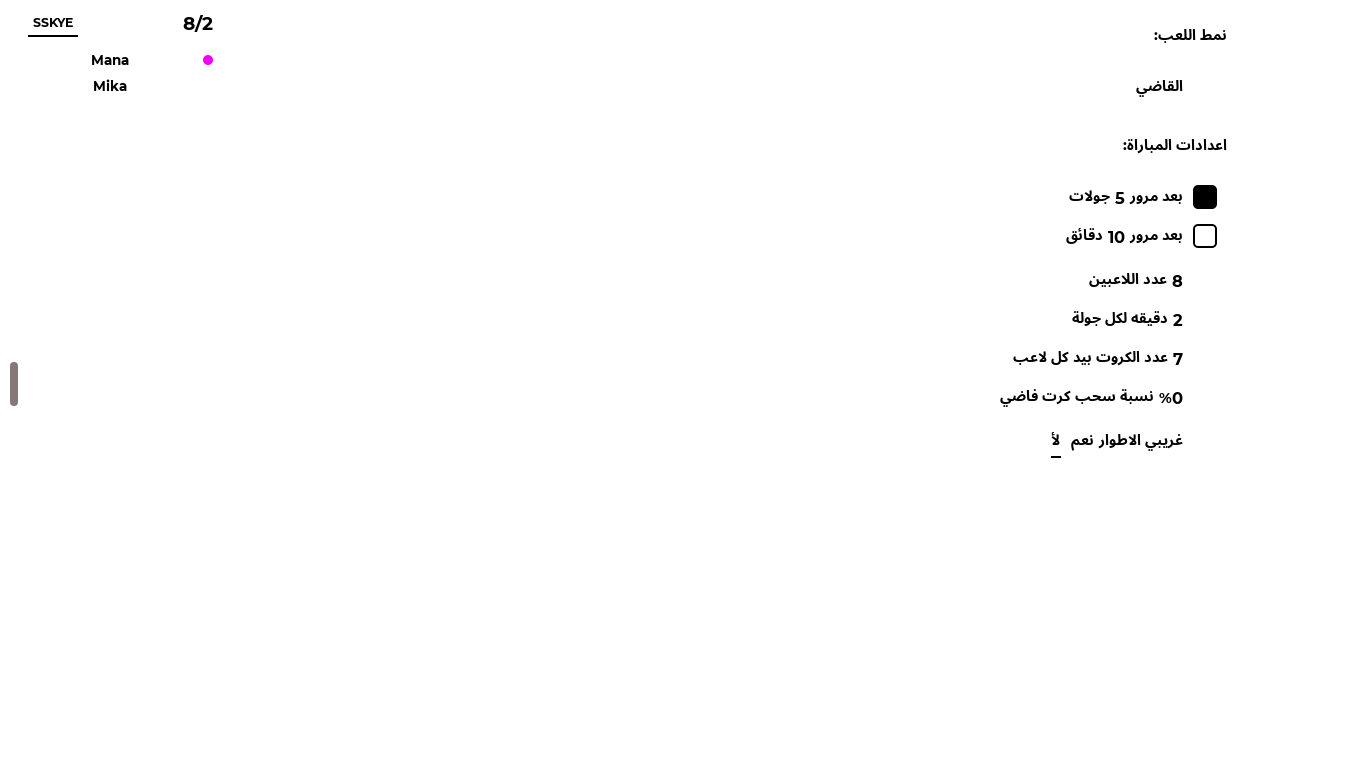 SSKYE
8/2
Mana
Mika
نمط اللعب:
القاضي
اعدادات المباراة:
بعد مرور 5 جولات
بعد مرور 10 دقائق
8 عدد اللاعبين
2 دقيقه لكل جولة
7 عدد الكروت بيد كل لاعب
0% نسبة سحب كرت فاضي
غريبي الاطوار نعم لأ